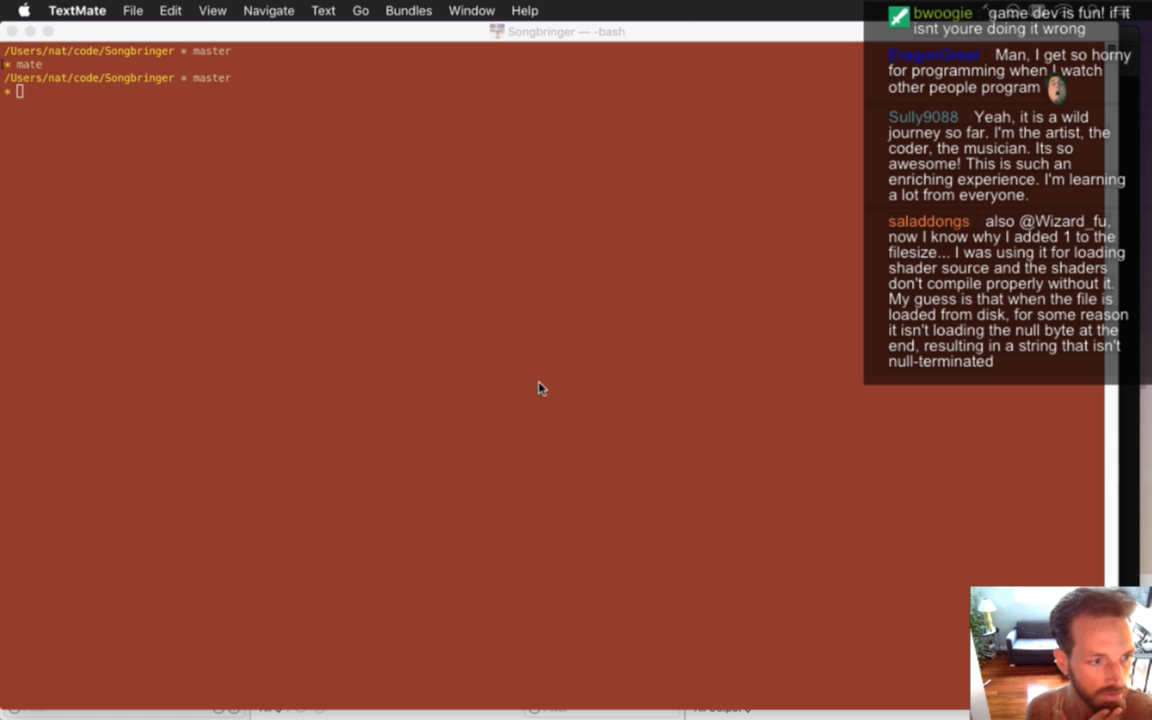 TextMate File Edit View Navigate Text Go Bundles Window Help
Songbringer — -bash
/Users/nat/code/Songbringer * master
* mate
/Users/nat/code/Songbringer * master
*
bwoogie game dev is fun! if it
isnt youre doing it wrong
EragonGreat Man, I get so horny
for programming when I watch
other people program
Sully9088 Yeah, it is a wild
journey so far. I'm the artist, the
coder, the musician. Its so
awesome! This is such an
enriching experience. I'm learning
a lot from everyone.
saladdongs also @Wizard_fu,
now I know why I added 1 to the
filesize... I was using it for loading
shader source and the shaders
don't compile properly without it.
My guess is that when the file is
loaded from disk, for some reason
it isn't loading the null byte at the
end, resulting in a string that isn't
null-terminated